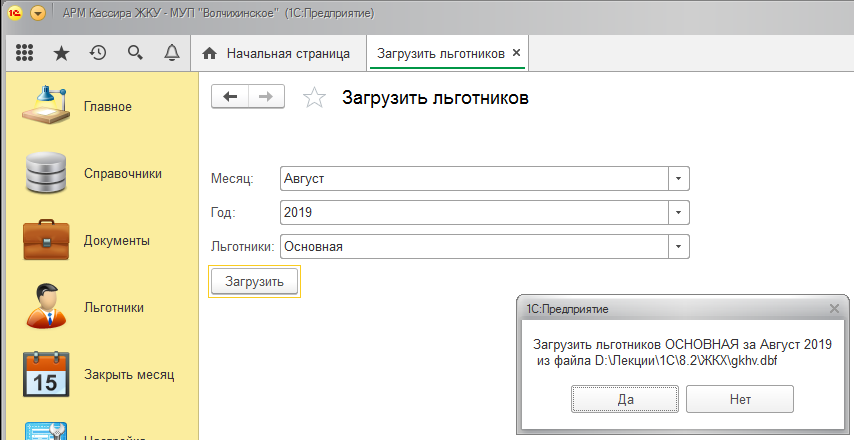 АРМ Кассира ЖКУ - МУП "Волчихинское" (1С:Предприятие)
Начальная страница
Загрузить льготников ×
Главное
Справочники
Документы
Льготники
Закрыть месяц
15
Настройка
Загрузить льготников
Месяц: Август
Год: 2019
Льготники: Основная
Загрузить
1С:Предприятие
Загрузить льготников ОСНОВНАЯ за Август 2019
из файла D:\Лекции\1С\8.2\ЖКХ\gkhv.dbf
Да
Нет